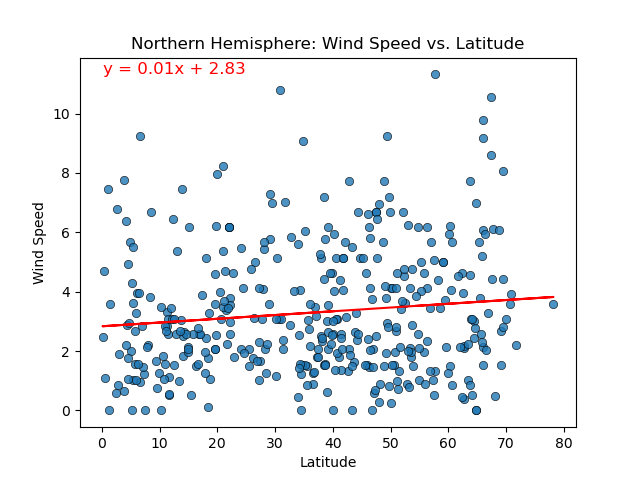 Northern Hemisphere: Wind Speed vs. Latitude
y = 0.01x + 2.83
Wind Speed
10
8
6
4
2
0
0 10 20 30 40 50 60 70 80
Latitude